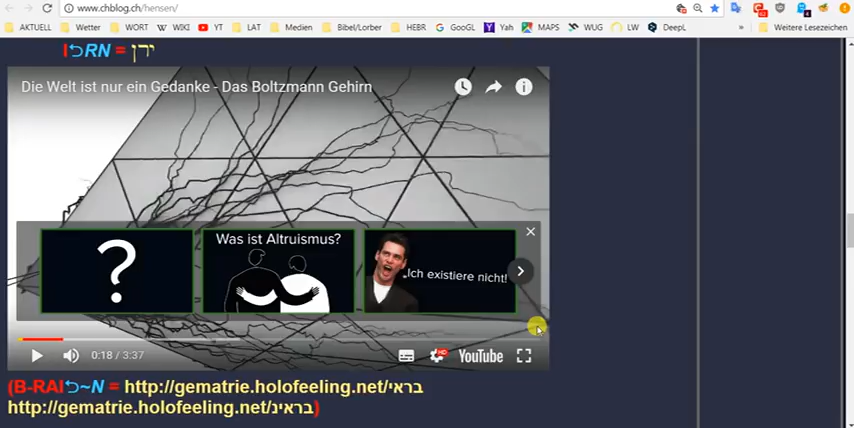 www.chblog.ch/hensen/
AKTUELL Wetter WORT WIKI YT LAT Medien Bibel/Lorber HEBR GooGL Yah MAPS WUG LW DeepL » Weitere Lesezeichen
I⮌RN = ירן
Die Welt ist nur ein Gedanke - Das Boltzmann Gehirn
?
Was ist Altruismus?
„Ich existiere nicht!
0:18 / 3:37
HD
YouTube
(B-RAI⮌~N = http://gematrie.holofeeling.net/בראי
http://gematrie.holofeeling.net/בראינ)